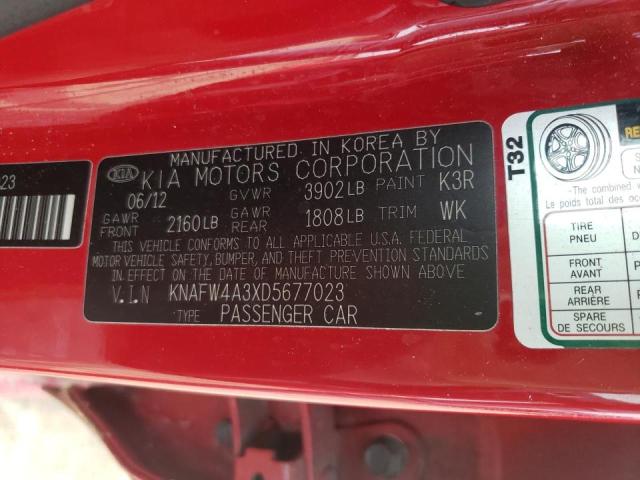 023
MANUFACTURED IN KOREA BY
KIA KIA MOTORS CORPORATION
06/12 GVWR 3902 LB PAINT K3R
GAWR FRONT 2160 LB GAWR REAR 1808 LB TRIM WK
THIS VEHICLE CONFORMS TO ALL APPLICABLE U.S.A. FEDERAL
MOTOR VEHICLE SAFETY, BUMPER, AND THEFT PREVENTION STANDARDS
IN EFFECT ON THE DATE OF MANUFACTURE SHOWN ABOVE
V.I.N KNAFW4A3XD5677023
TYPE PASSENGER CAR
T32
The combined
Le poids total des oc
TIRE
PNEU
FRONT
AVANT
REAR
ARRIÈRE
SPARE
DE SECOURS